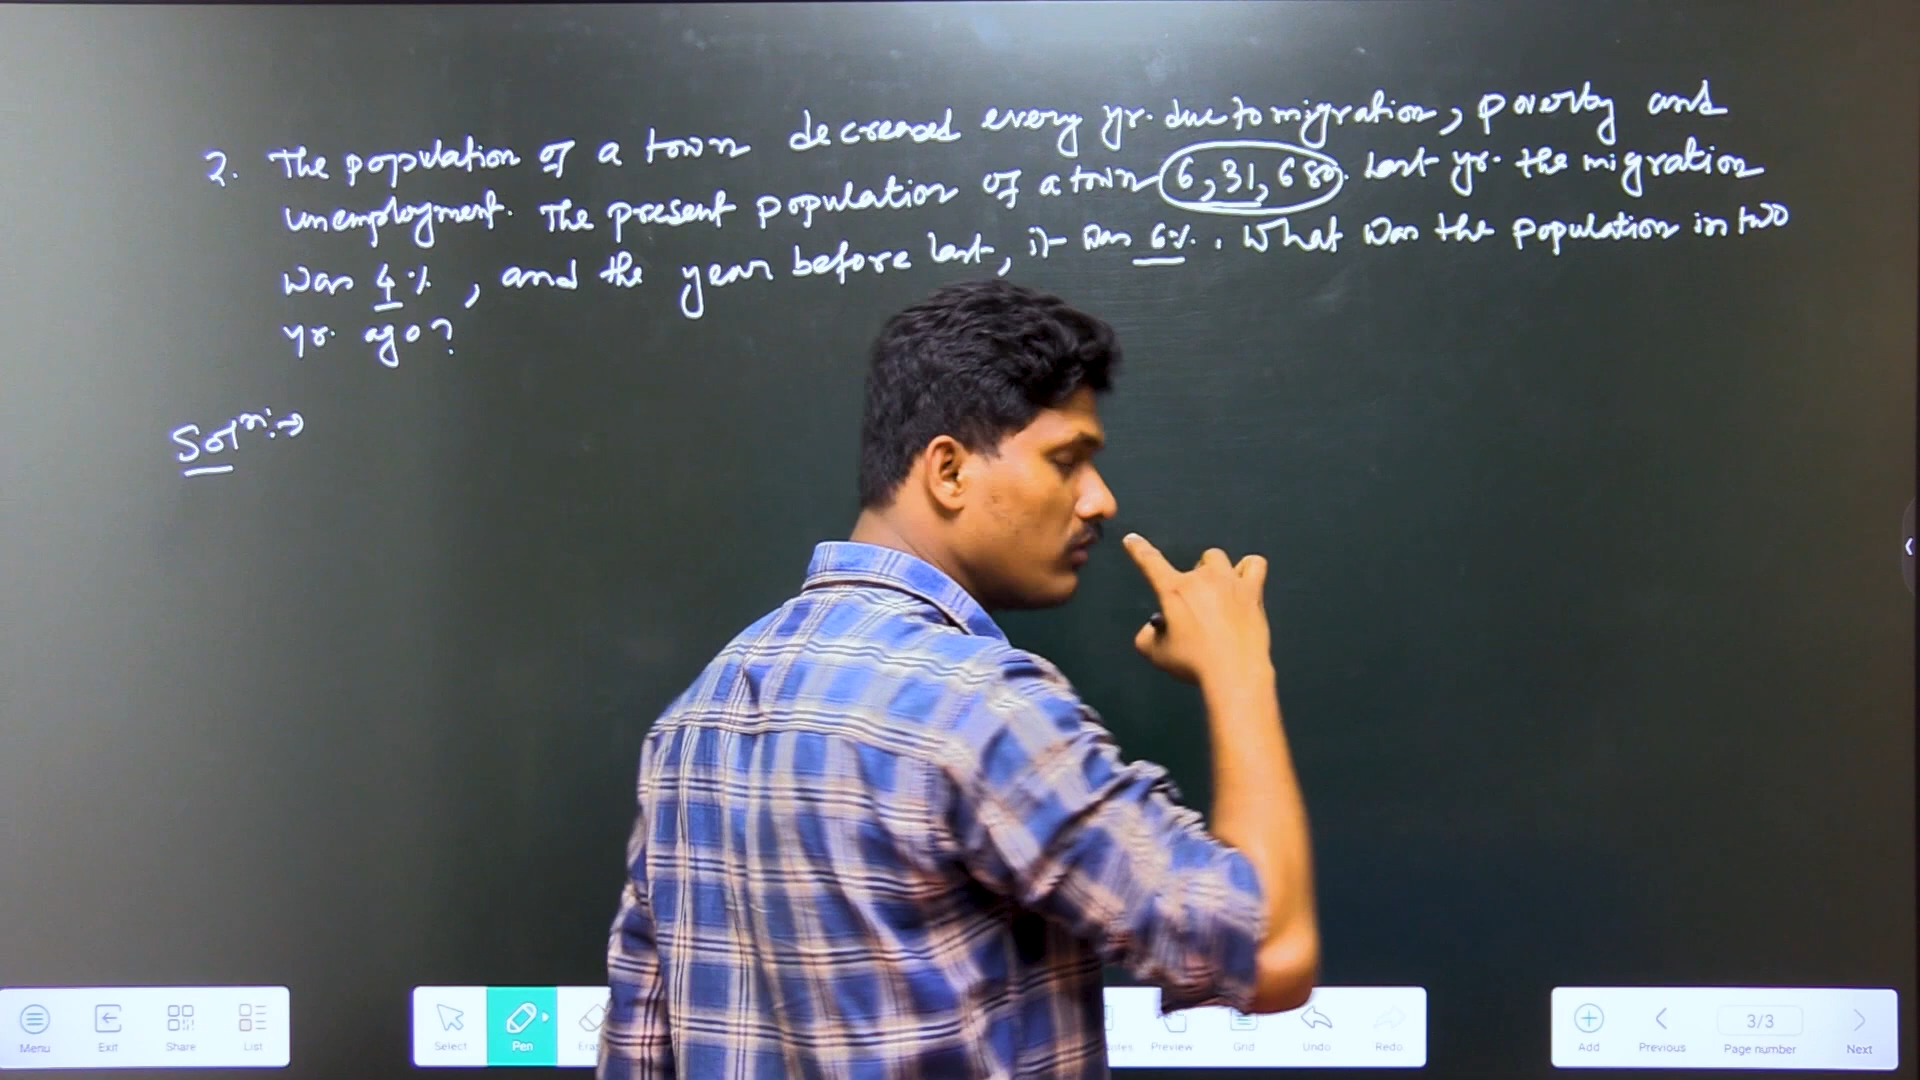 2. The population of a town decreased every yr. due to migration, poverty and
unemployment. The present population of a town 6,31,680. Last yr. the migration
was 4%, and the year before last, it was 6%. What was the population in two
yr. ago?
Solⁿ:→
Menu
Exit
Share
List
Select
Pen
Preview
Grid
Undo
Redo
Add
Previous
3/3
Page number
Next